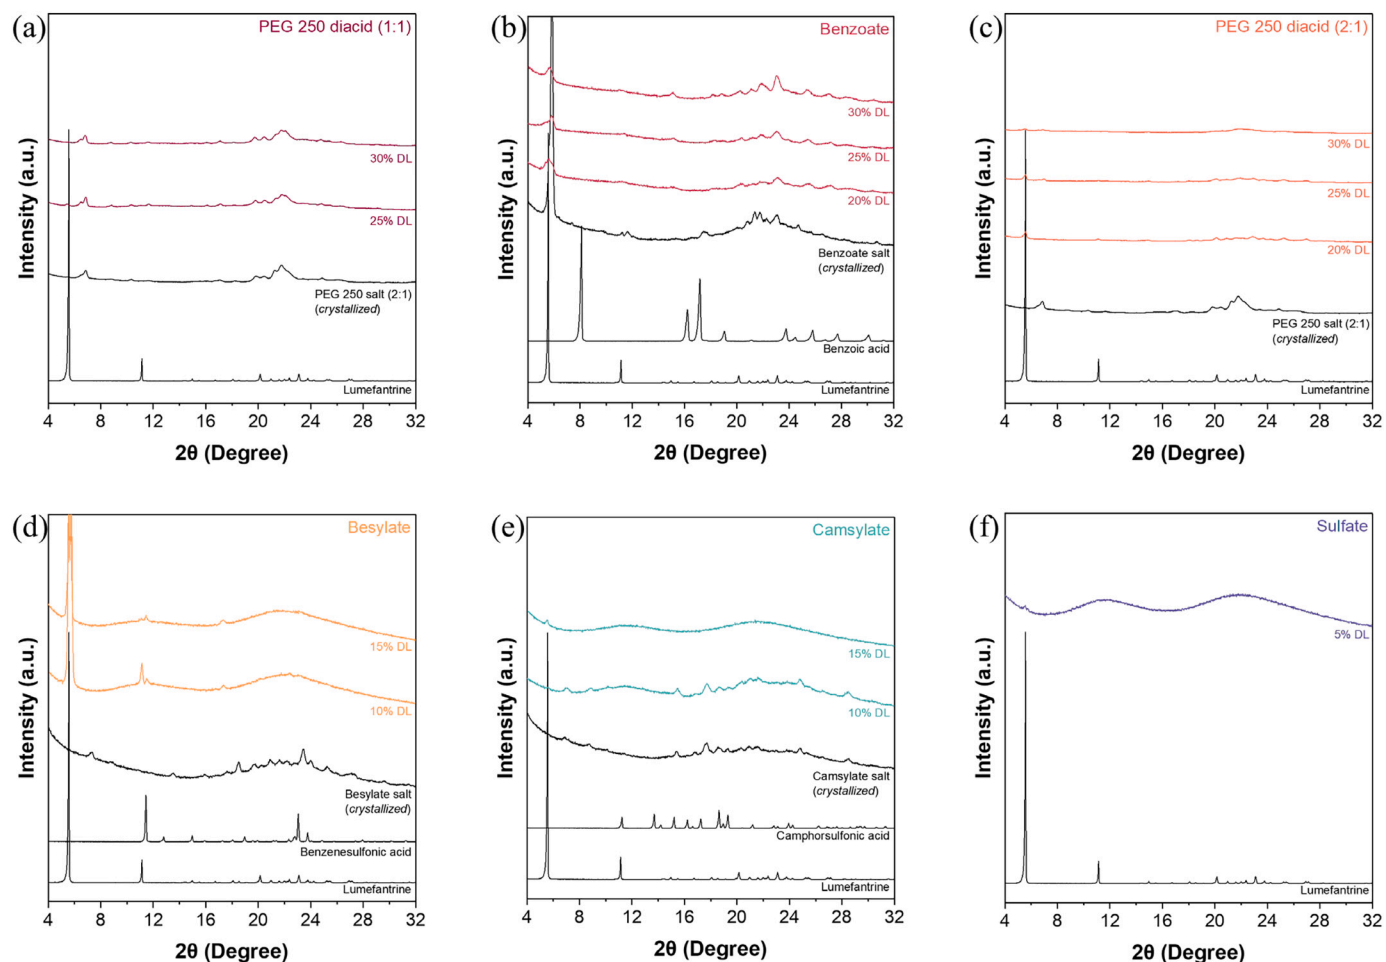 (a)
PEG 250 diacid (1:1)
30% DL
25% DL
PEG 250 salt (2:1)
(crystallized)
Lumefantrine
Intensity (a.u.)
4 8 12 16 20 24 28 32
2θ (Degree)
(b)
Benzoate
30% DL
25% DL
20% DL
Benzoate salt
(crystallized)
Benzoic acid
Lumefantrine
Intensity (a.u.)
4 8 12 16 20 24 28 32
2θ (Degree)
(c)
PEG 250 diacid (2:1)
30% DL
25% DL
20% DL
PEG 250 salt (2:1)
(crystallized)
Lumefantrine
Intensity (a.u.)
4 8 12 16 20 24 28 32
2θ (Degree)
(d)
Besylate
15% DL
10% DL
Besylate salt
(crystallized)
Benzenesulfonic acid
Lumefantrine
Intensity (a.u.)
4 8 12 16 20 24 28 32
2θ (Degree)
(e)
Camsylate
15% DL
10% DL
Camsylate salt
(crystallized)
Camphorsulfonic acid
Lumefantrine
Intensity (a.u.)
4 8 12 16 20 24 28 32
2θ (Degree)
(f)
Sulfate
5% DL
Lumefantrine
Intensity (a.u.)
4 8 12 16 20 24 28 32
2θ (Degree)